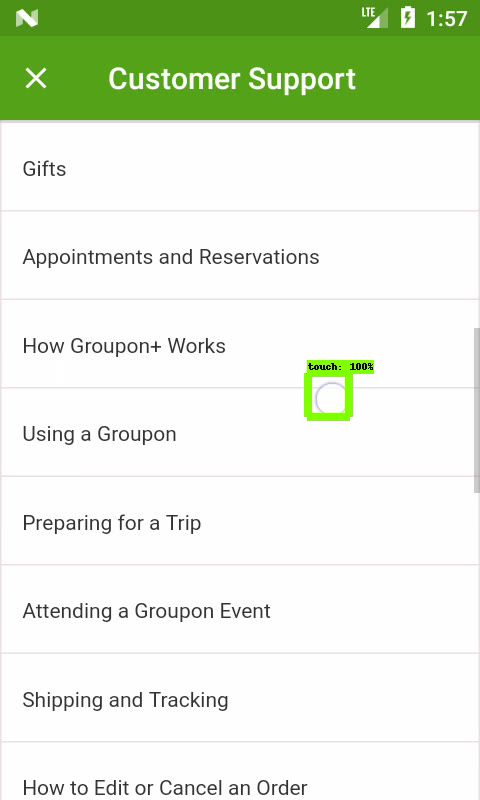 LTE
1:57
Customer Support
Gifts
Appointments and Reservations
How Groupon+ Works
touch: 100%
Using a Groupon
Preparing for a Trip
Attending a Groupon Event
Shipping and Tracking
How to Edit or Cancel an Order